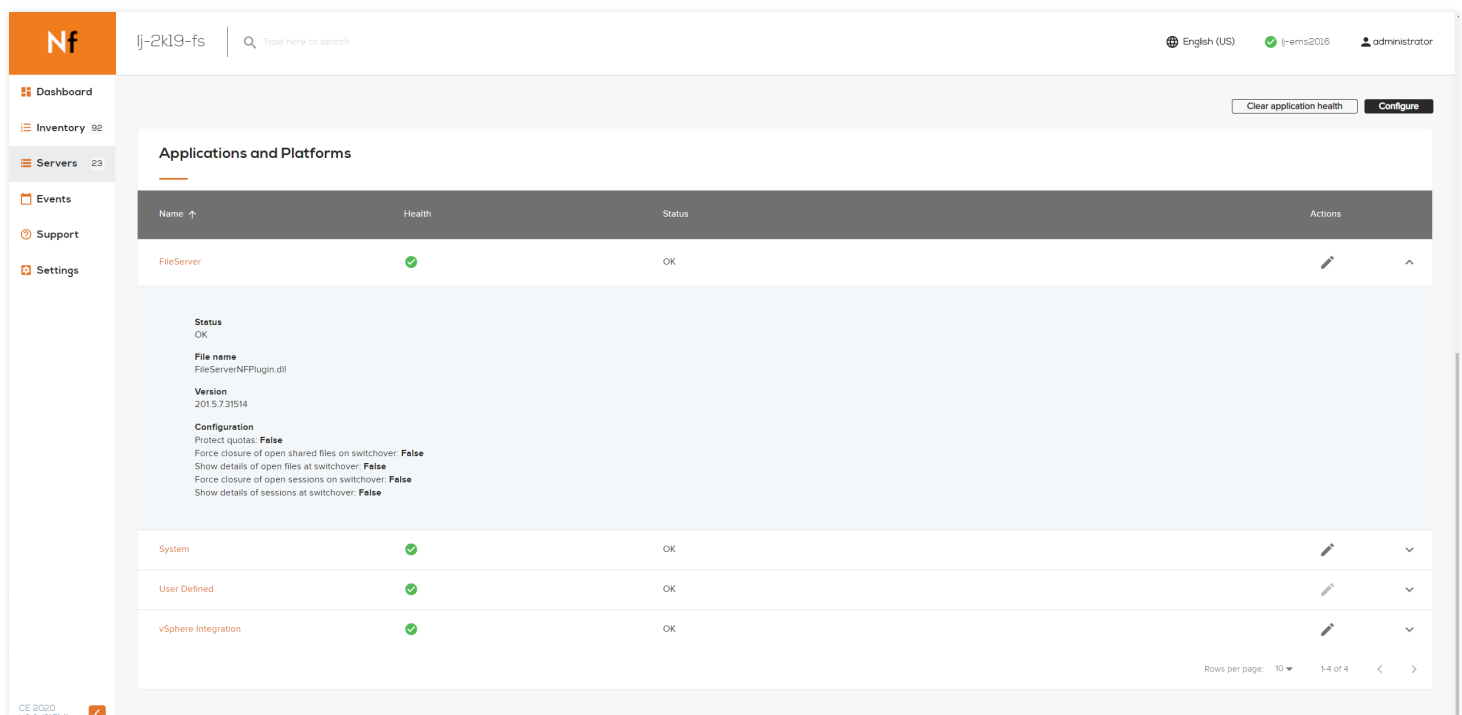 Nf
lj-2k19-fs
Type here to search
English (US)
lj-ems2016
administrator
Dashboard
Inventory 92
Servers 23
Events
Support
Settings
Clear application health
Configure
Applications and Platforms
Name Health Status Actions
FileServer OK
Status
OK
File name
FileServerNFPlugin.dll
Version
201.5.7.31514
Configuration
Protect quotas: False
Force closure of open shared files on switchover: False
Show details of open files at switchover: False
Force closure of open sessions on switchover: False
Show details of sessions at switchover: False
System OK
User Defined OK
vSphere Integration OK
Rows per page: 10 1-4 of 4
CE 2020